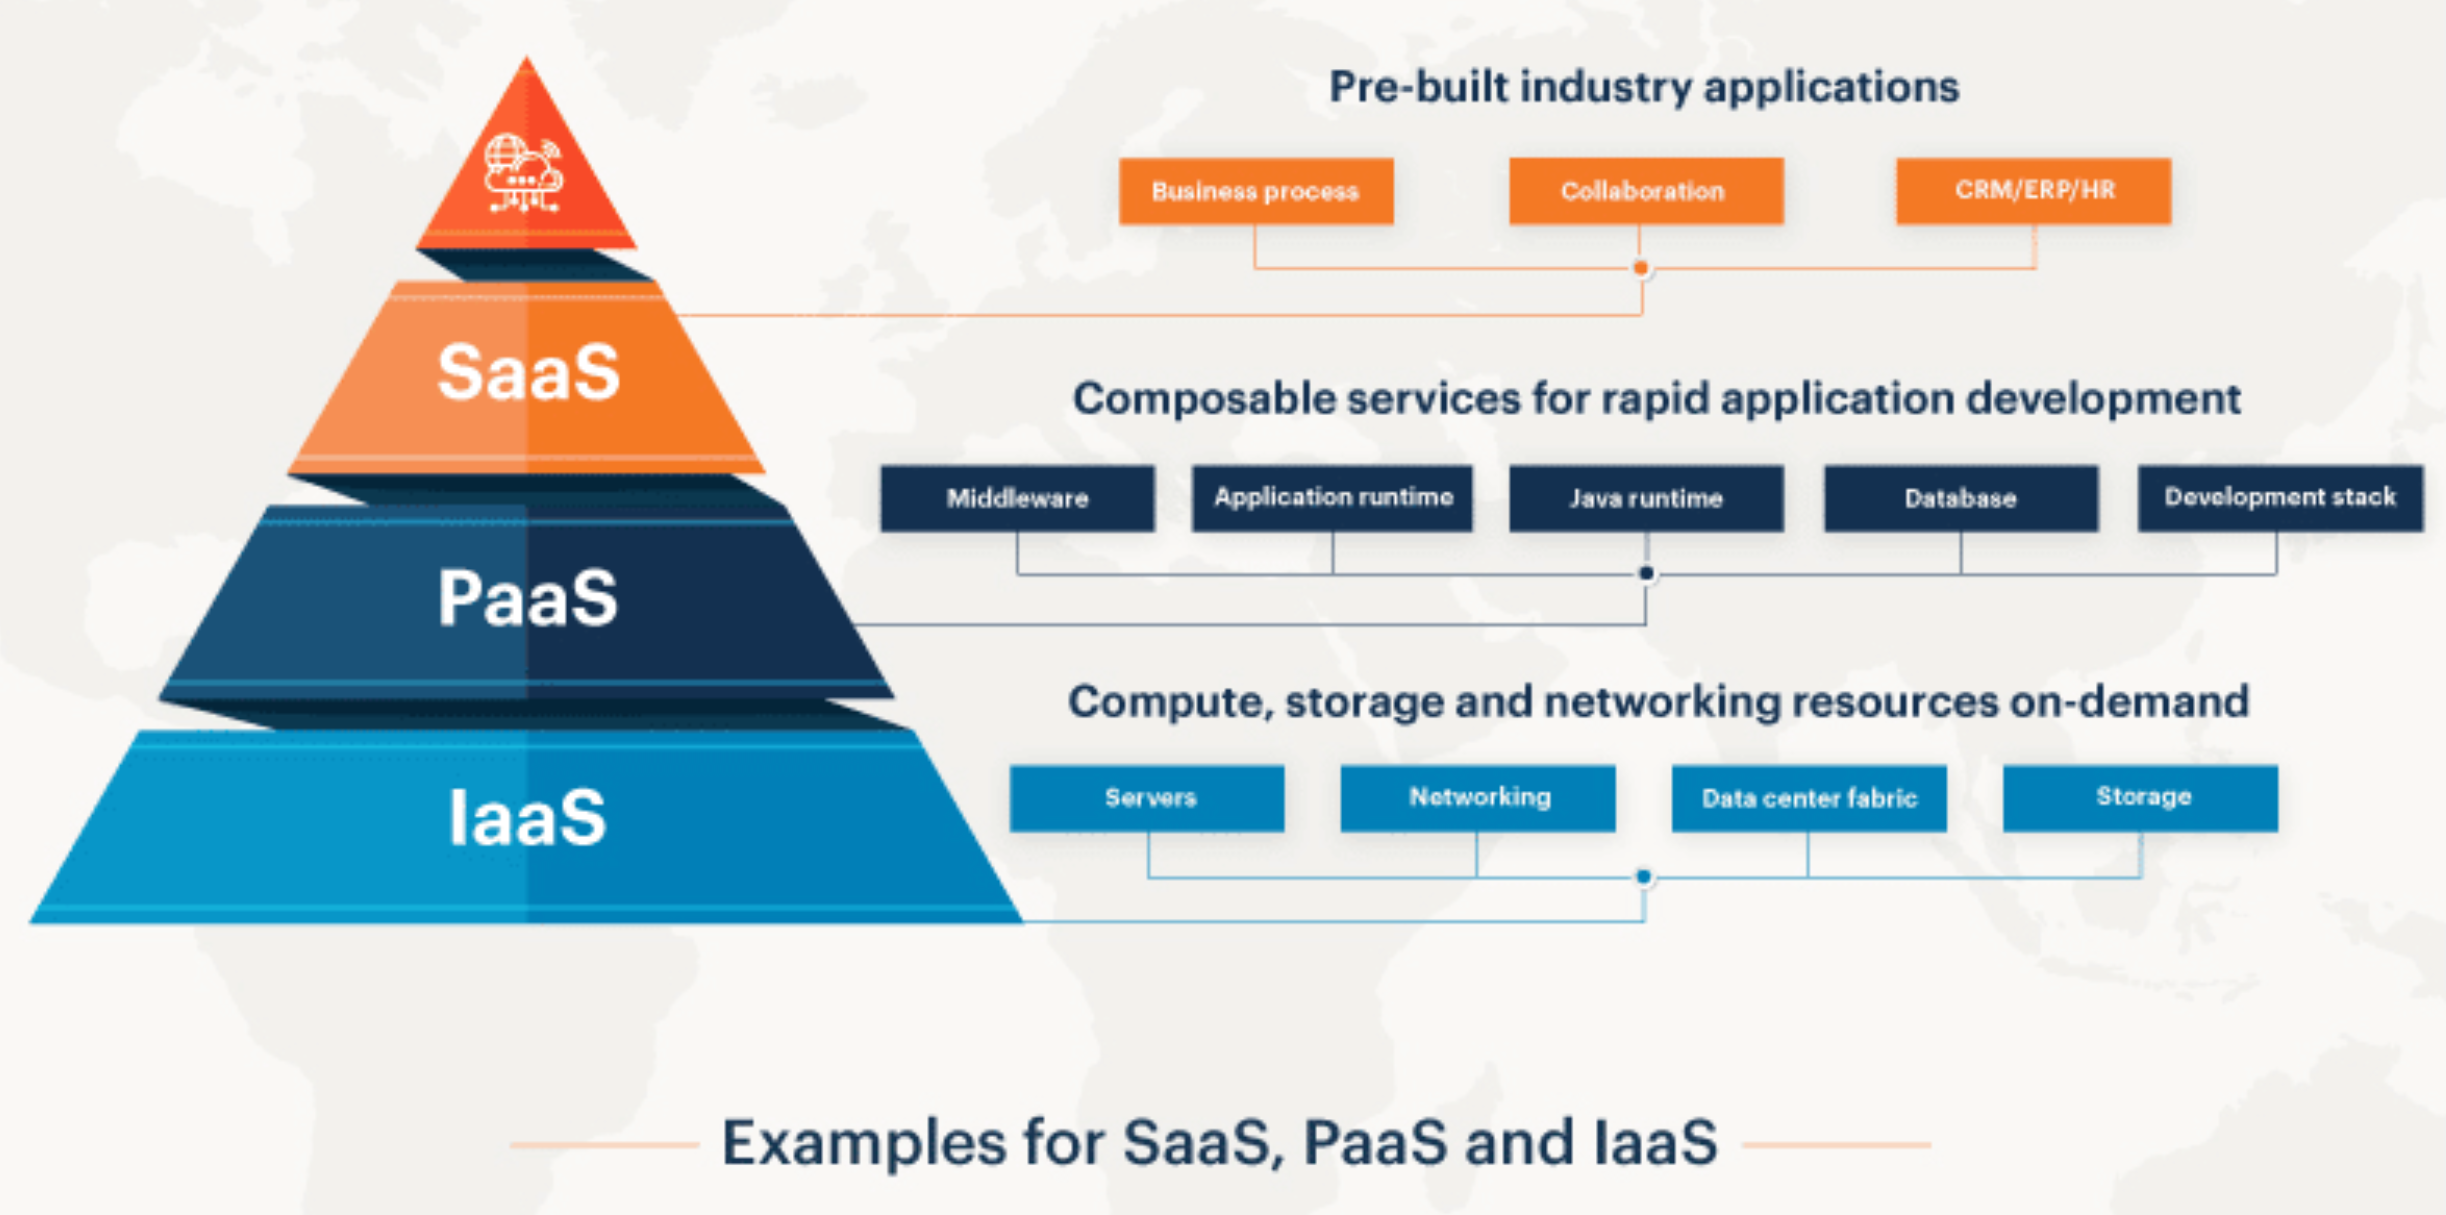 Pre-built industry applications
Business process
Collaboration
CRM/ERP/HR
SaaS
Composable services for rapid application development
Middleware
Application runtime
Java runtime
Database
Development stack
PaaS
Compute, storage and networking resources on-demand
Servers
Networking
Data center fabric
Storage
IaaS
Examples for SaaS, PaaS and IaaS